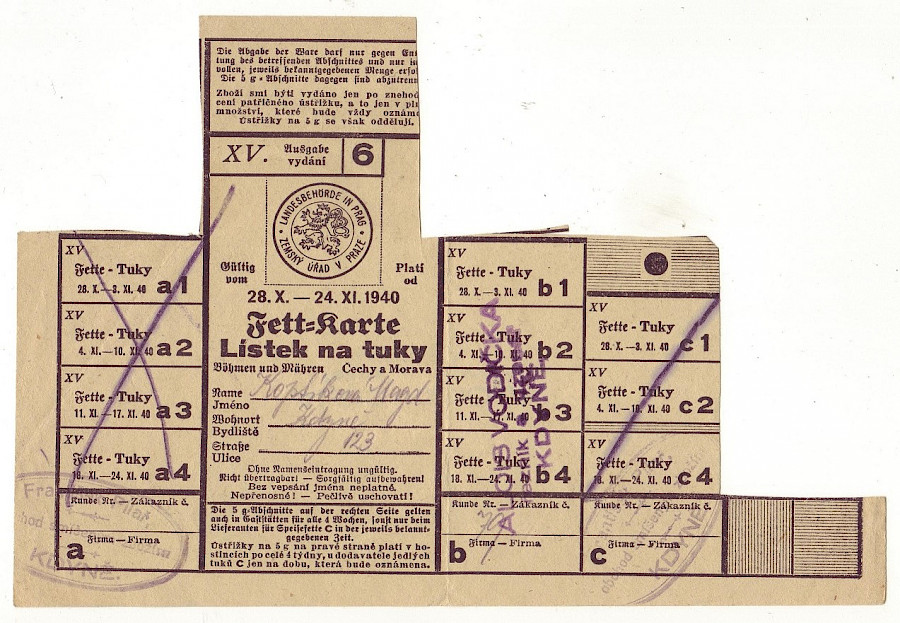 Die Abgabe der Ware darf nur gegen
tung des betreffenden Abschnittes und nur
vollen, jeweils bekanntgegebenen Menge
Die 5 g-Abschnitte dagegen sind
Zboží smí býti vydáno jen po znehod
cení patřičného ústřižku, a to jen v
množství, které bude vždy
Ústřižky na 5 g se však oddělují.
XV. Ausgabe vydání 6
LANDESBEHÖRDE IN PRAG
ZEMSKÝ ÚŘAD V PRAZE
Gültig vom
Platí od
28. X. — 24. XI. 1940
Fett-Karte
Lístek na tuky
Böhmen und Mähren Čechy a Morava
Name
Jméno
Wohnort Kdyně
Bydliště
Straße 123
Ulice
Ohne Namenseintragung ungültig.
Nicht übertragbar! – Sorgfältig aufbewahren!
Bez vepsání jména neplatné.
Nepřenosné! – Pečlivě uschovati!
Die 5 g-Abschnitte auf der rechten Seite gelten
auch in Gaststätten für alle 4 Wochen, sonst nur beim
Lieferanten für Speisefette C in der jeweils bekannt-
gegebenen Zeit.
Ústřižky na 5 g na pravé straně platí v ho-
stincích po celé 4 týdny, u dodavatele jedlých
tuků C jen na dobu, která bude oznámena.
XV
Fette - Tuky
28. X.—3. XI. 40 a1
XV
Fette - Tuky
4. XI.—10. XI. 40 a2
XV
Fette - Tuky
11. XI.—17. XI. 40 a3
XV
Fette - Tuky
18. XI.—24. XI. 40 a4
Kunde Nr. — Zákazník č.
Firma — Firma
a
KDYNĚ.
XV
Fette - Tuky
28. X.—3. XI. 40 b1
XV
Fette - Tuky
4. XI.—10. XI. 40 b2
XV
Fette - Tuky
11. XI.—17. XI. 40 b3
XV
Fette - Tuky
18. XI.—24. XI. 40 b4
Kunde Nr. — Zákazník č.
Firma — Firma
b
ALOIS VODIČKA
KDYNĚ
XV
Fette - Tuky
28. X.—3. XI. 40 c1
XV
Fette - Tuky
4. XI.—10. XI. 40 c2
XV
Fette - Tuky
18. XI.—24. XI. 40 c4
Kunde Nr. — Zákazník č.
Firma — Firma
c
KDYNĚ